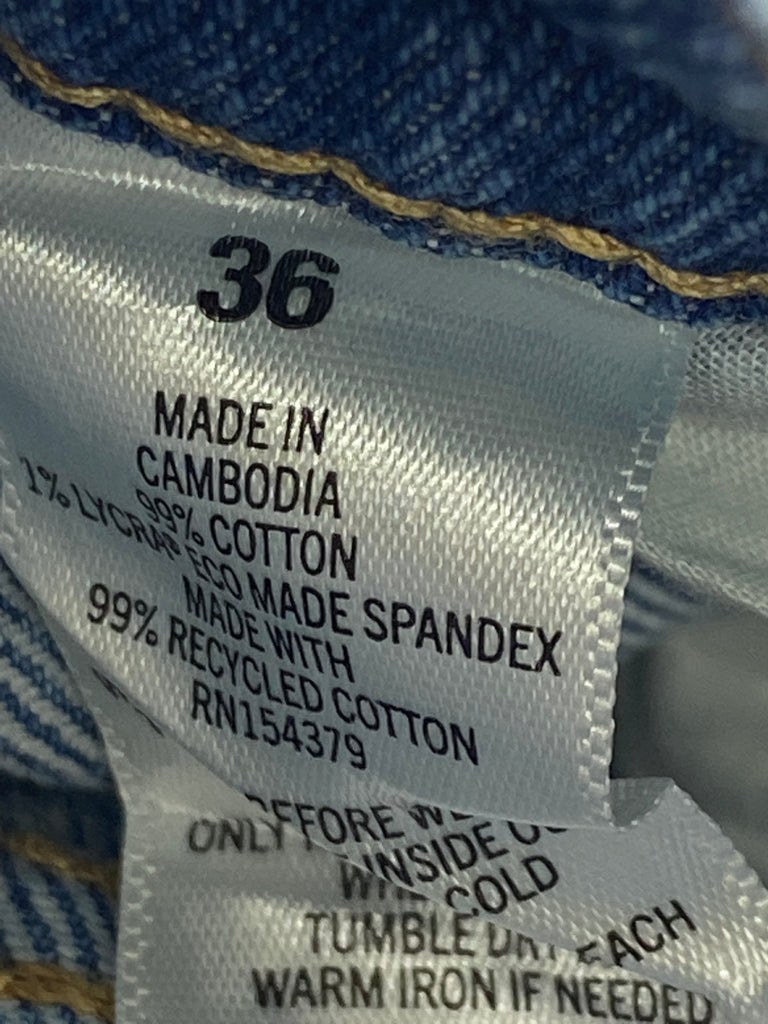 36
MADE IN
CAMBODIA
99% COTTON
1% LYCRA® ECO MADE SPANDEX
MADE WITH
99% RECYCLED COTTON
RN154379
ONLY
INSIDE
COLD
TUMBLE DRY
WARM IRON IF NEEDED